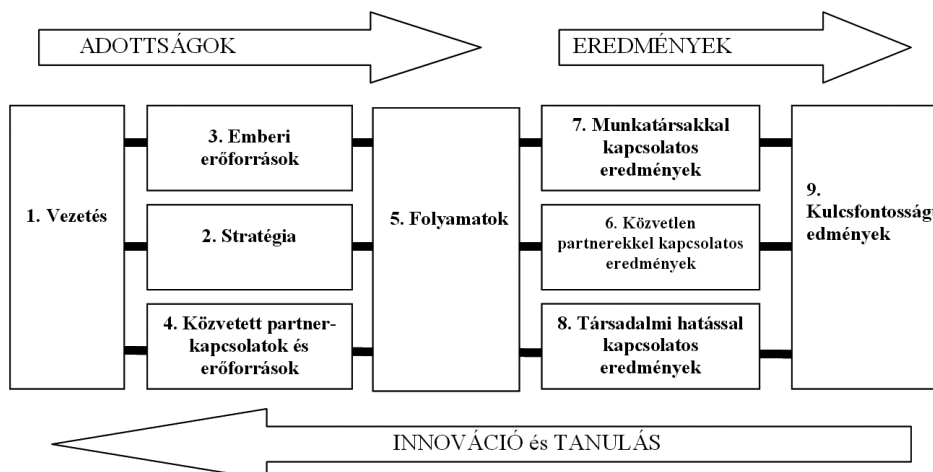 ADOTTSÁGOK
EREDMÉNYEK
1. Vezetés
3. Emberi
erőforrások
2. Stratégia
4. Közvetett partner-
kapcsolatok és
erőforrások
5. Folyamatok
7. Munkatársakkal
kapcsolatos
eredmények
6. Közvetlen
partnerekkel kapcsolatos
eredmények
8. Társadalmi hatással
kapcsolatos
eredmények
9.
edmények
INNOVÁCIÓ és TANULÁS